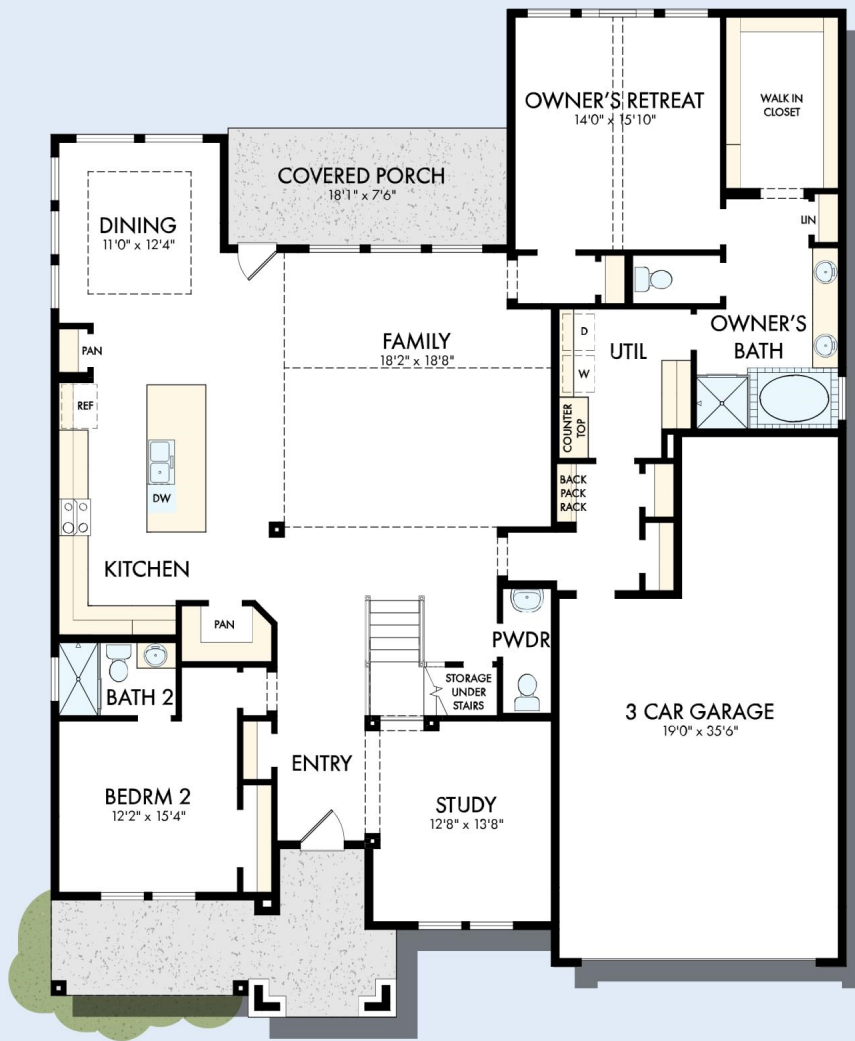 OWNER'S RETREAT
14'0" x 15'10"
WALK IN
CLOSET
COVERED PORCH
18'1" x 7'6"
DINING
11'0" x 12'4"
LIN
OWNER'S
BATH
FAMILY
18'2" x 18'8"
D
W
UTIL
COUNTER
TOP
PAN
REF
DW
BACK
PACK
RACK
KITCHEN
PAN
PWDR
STORAGE
UNDER
STAIRS
BATH 2
3 CAR GARAGE
19'0" x 35'6"
ENTRY
BEDRM 2
12'2" x 15'4"
STUDY
12'8" x 13'8"